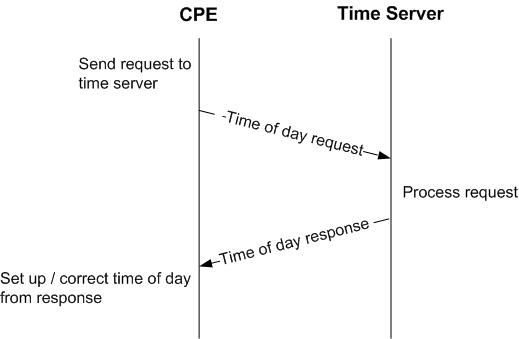 CPE
Time Server
Send request to
time server
-Time of day request
Process request
Time of day response
Set up / correct time of day
from response